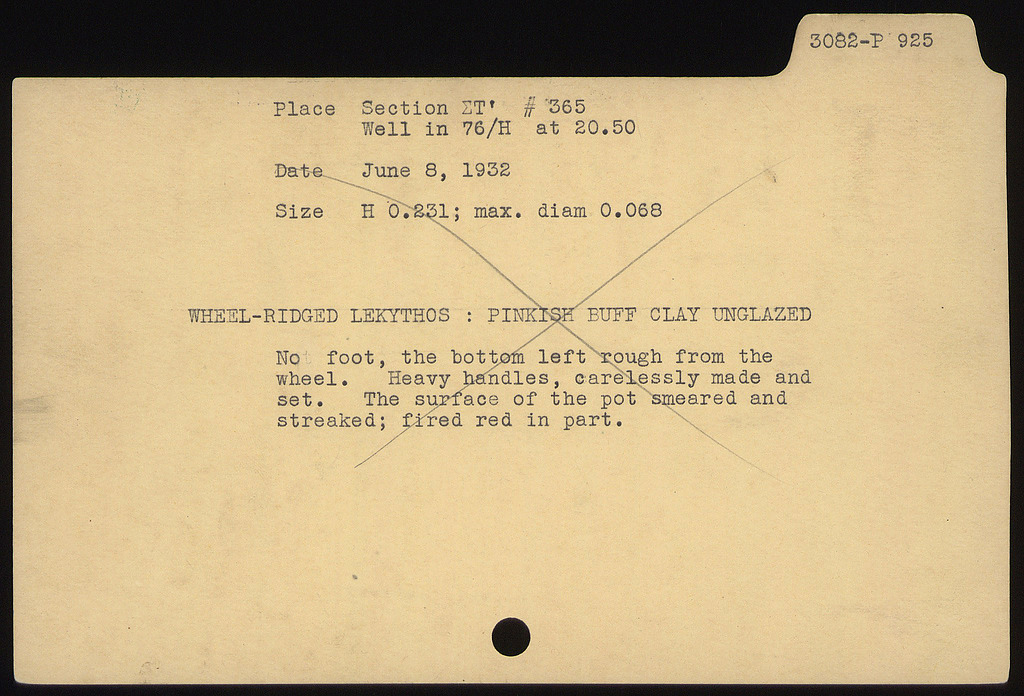 3082-P 925
Place Section ΣΤ' # 365
Well in 76/H at 20.50
Date June 8, 1932
Size H 0.231; max. diam 0.068
WHEEL-RIDGED LEKYTHOS : PINKISH BUFF CLAY UNGLAZED
No foot, the bottom left rough from the
wheel. Heavy handles, carelessly made and
set. The surface of the pot smeared and
streaked; fired red in part.